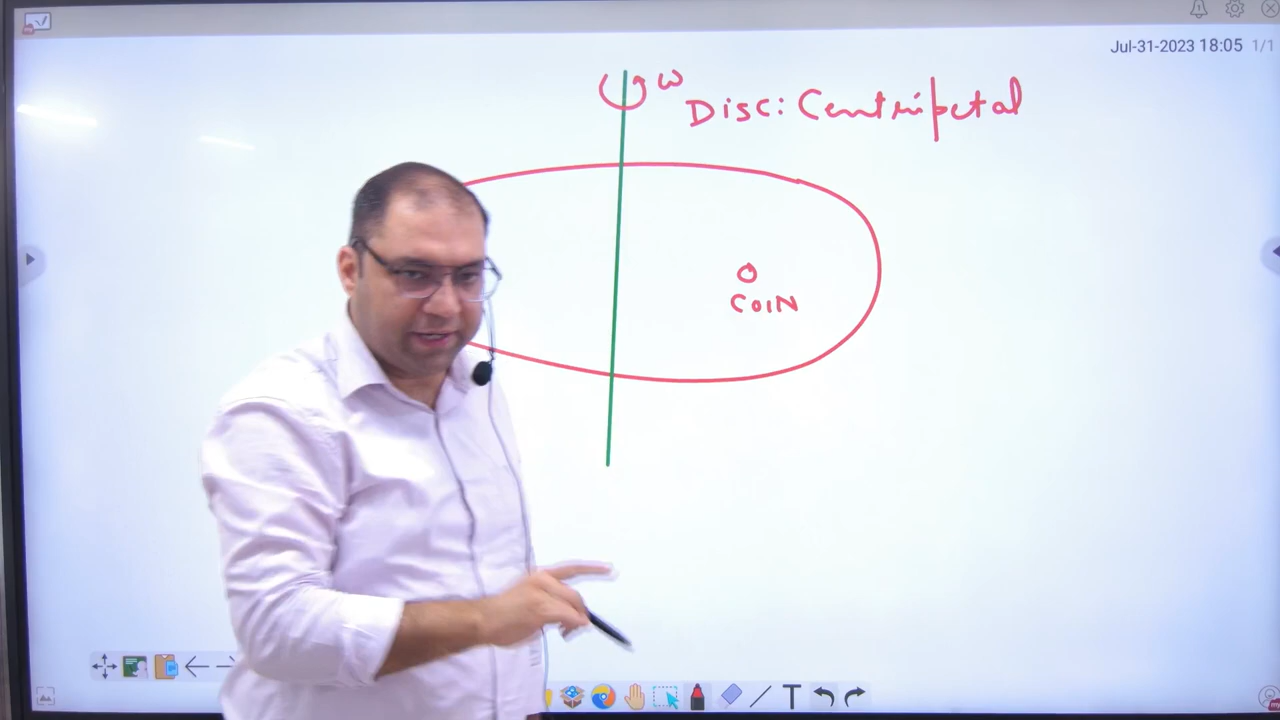 Jul-31-2023 18:05 1/1
ω
Disc: Centripetal
COIN
T